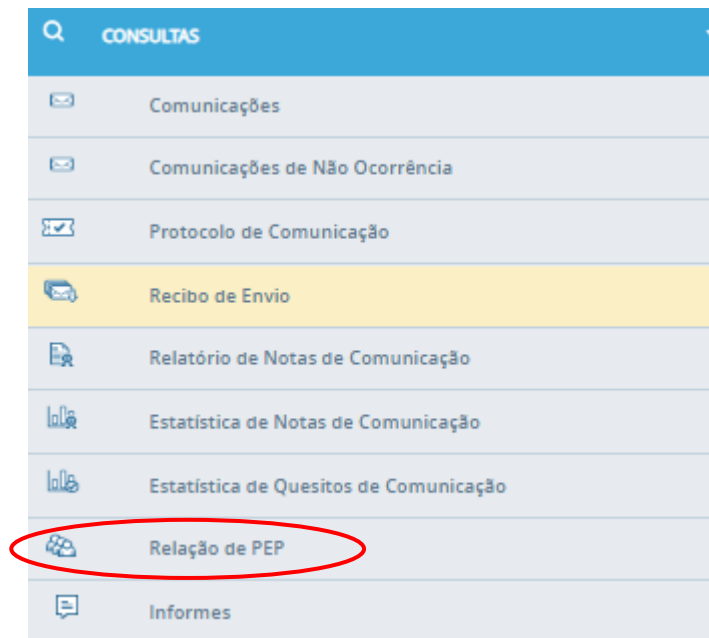 CONSULTAS
Comunicações
Comunicações de Não Ocorrência
Protocolo de Comunicação
Recibo de Envio
Relatório de Notas de Comunicação
Estatística de Notas de Comunicação
Estatística de Quesitos de Comunicação
Relação de PEP
Informes